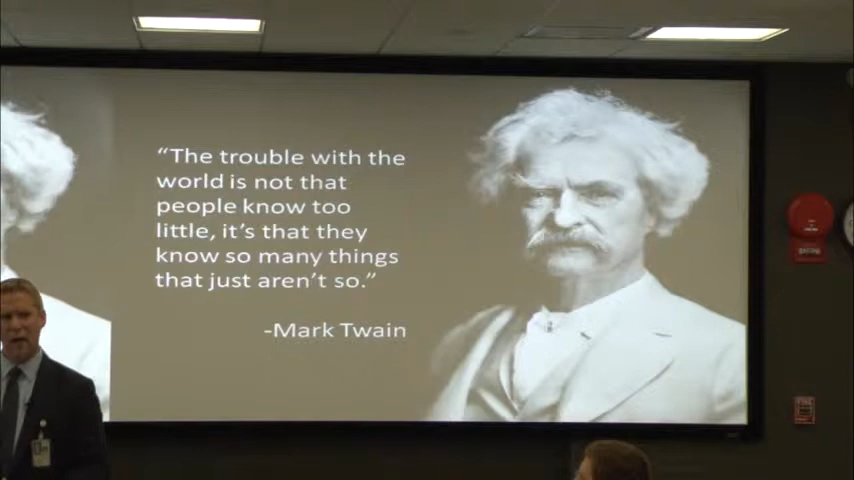 “The trouble with the
world is not that
people know too
little, it’s that they
know so many things
that just aren’t so.”
-Mark Twain